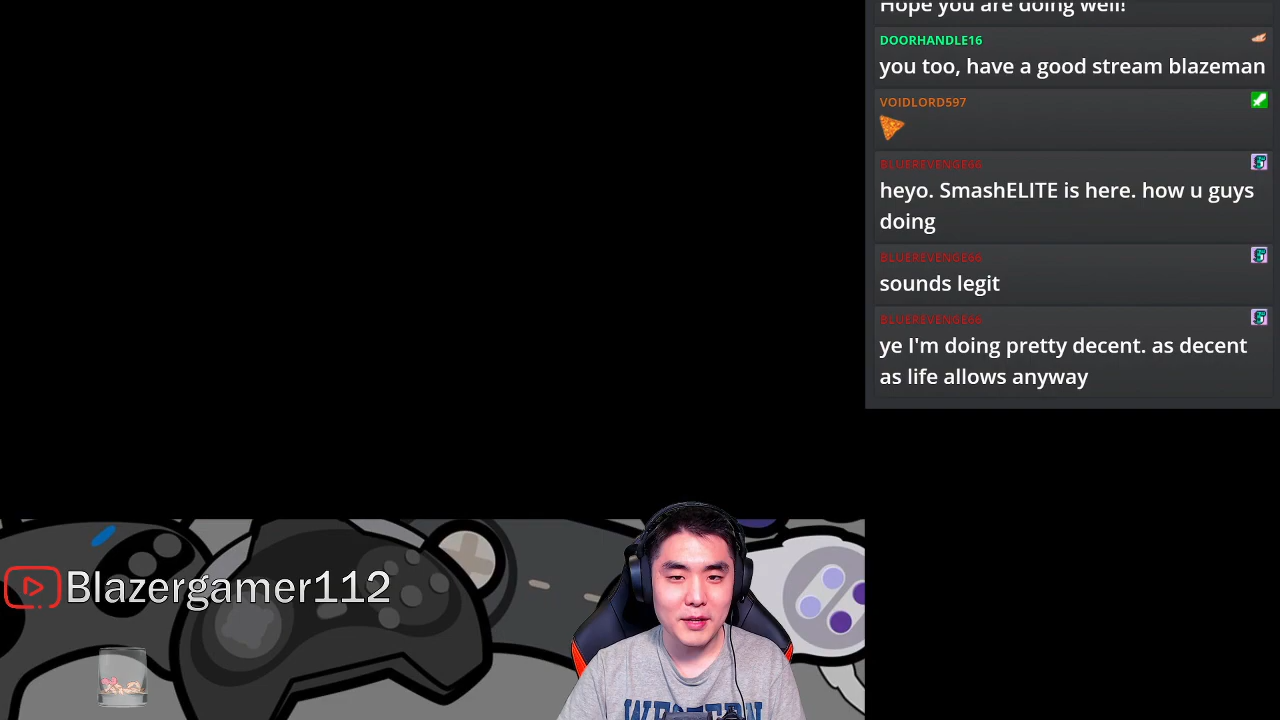 Hope you are doing well!
DOORHANDLE16
you too, have a good stream blazeman
VOIDLORD597
BLUEREVENGE66
heyo. SmashELITE is here. how u guys
doing
BLUEREVENGE66
sounds legit
BLUEREVENGE66
ye I'm doing pretty decent. as decent
as life allows anyway
Blazergamer112
WESTERN